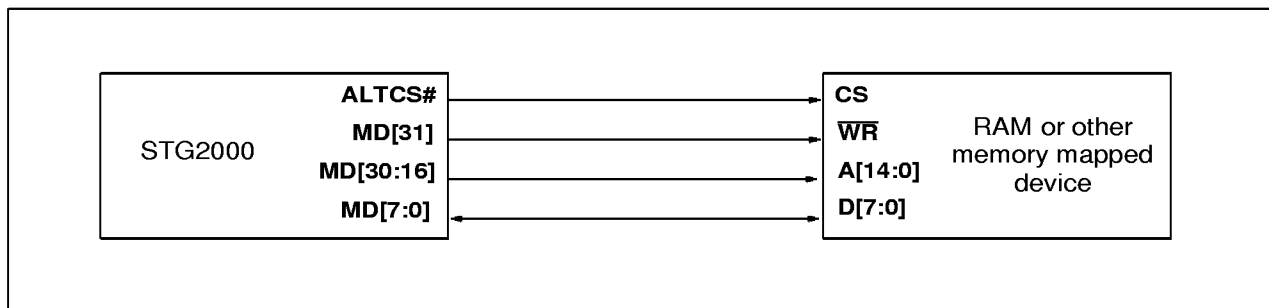 STG2000
ALTCS#
MD[31]
MD[30:16]
MD[7:0]
CS
W̅R̅
A[14:0]
D[7:0]
RAM or other
memory mapped
device